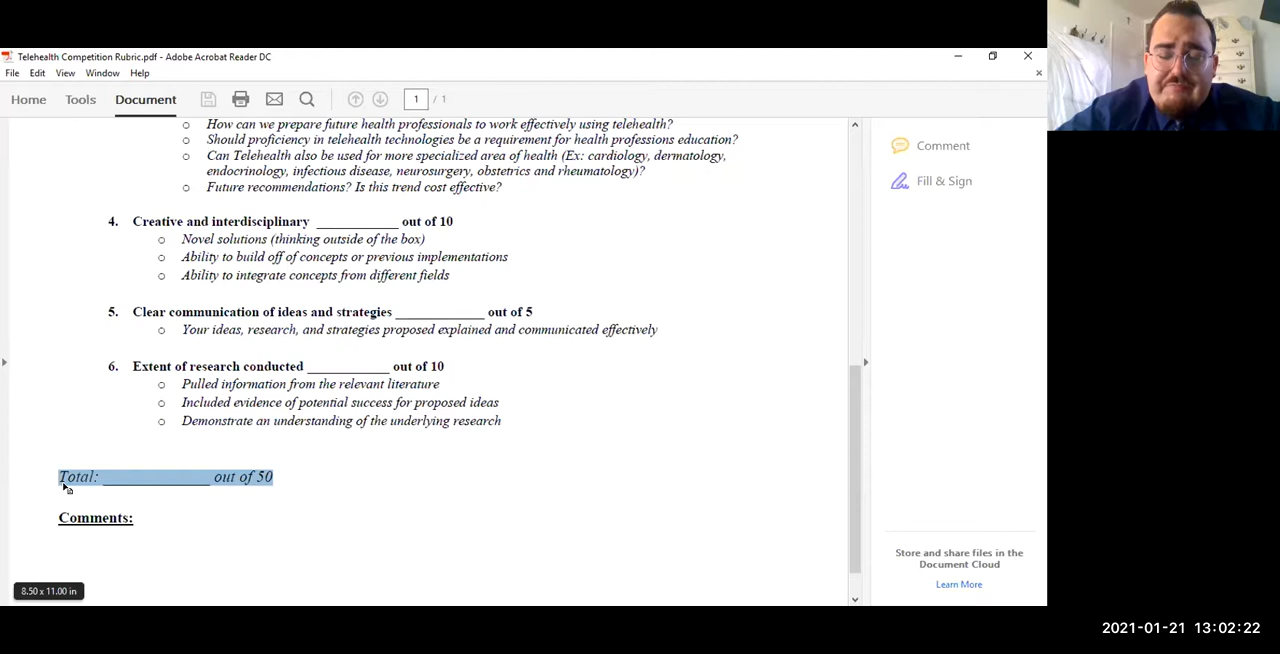 Telehealth Competition Rubric.pdf - Adobe Acrobat Reader DC
File Edit View Window Help
Home Tools Document 1 / 1
o How can we prepare future health professionals to work effectively using telehealth?
o Should proficiency in telehealth technologies be a requirement for health professions education?
o Can Telehealth also be used for more specialized area of health (Ex: cardiology, dermatology,
endocrinology, infectious disease, neurosurgery, obstetrics and rheumatology)?
o Future recommendations? Is this trend cost effective?
4. Creative and interdisciplinary ___________ out of 10
o Novel solutions (thinking outside of the box)
o Ability to build off of concepts or previous implementations
o Ability to integrate concepts from different fields
5. Clear communication of ideas and strategies ____________ out of 5
o Your ideas, research, and strategies proposed explained and communicated effectively
6. Extent of research conducted ___________ out of 10
o Pulled information from the relevant literature
o Included evidence of potential success for proposed ideas
o Demonstrate an understanding of the underlying research
Total: _____________ out of 50
Comments:
8.50 x 11.00 in
Comment
Fill & Sign
Store and share files in the
Document Cloud
Learn More
2021-01-21 13:02:22